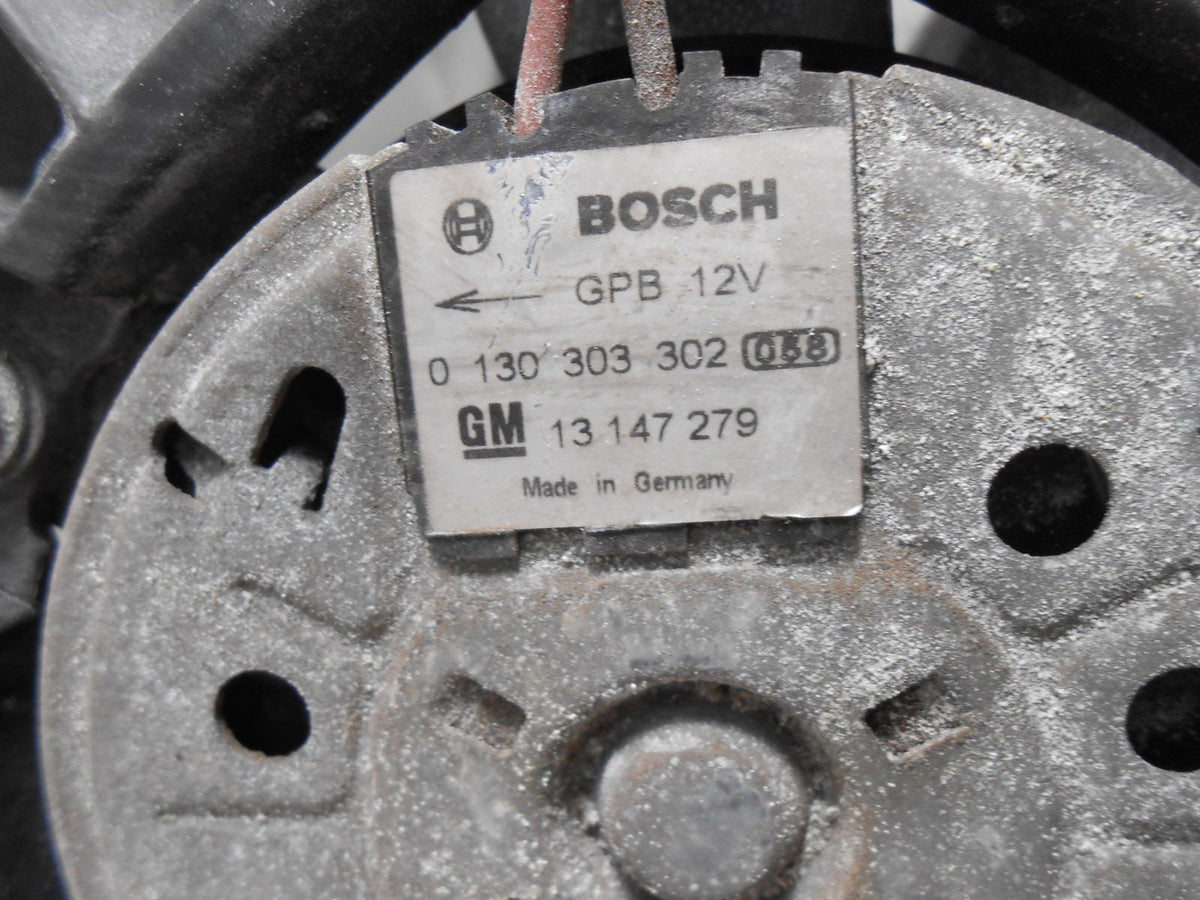 BOSCH
GPB 12V
0 130 303 302
GM 13 147 279
Made in Germany